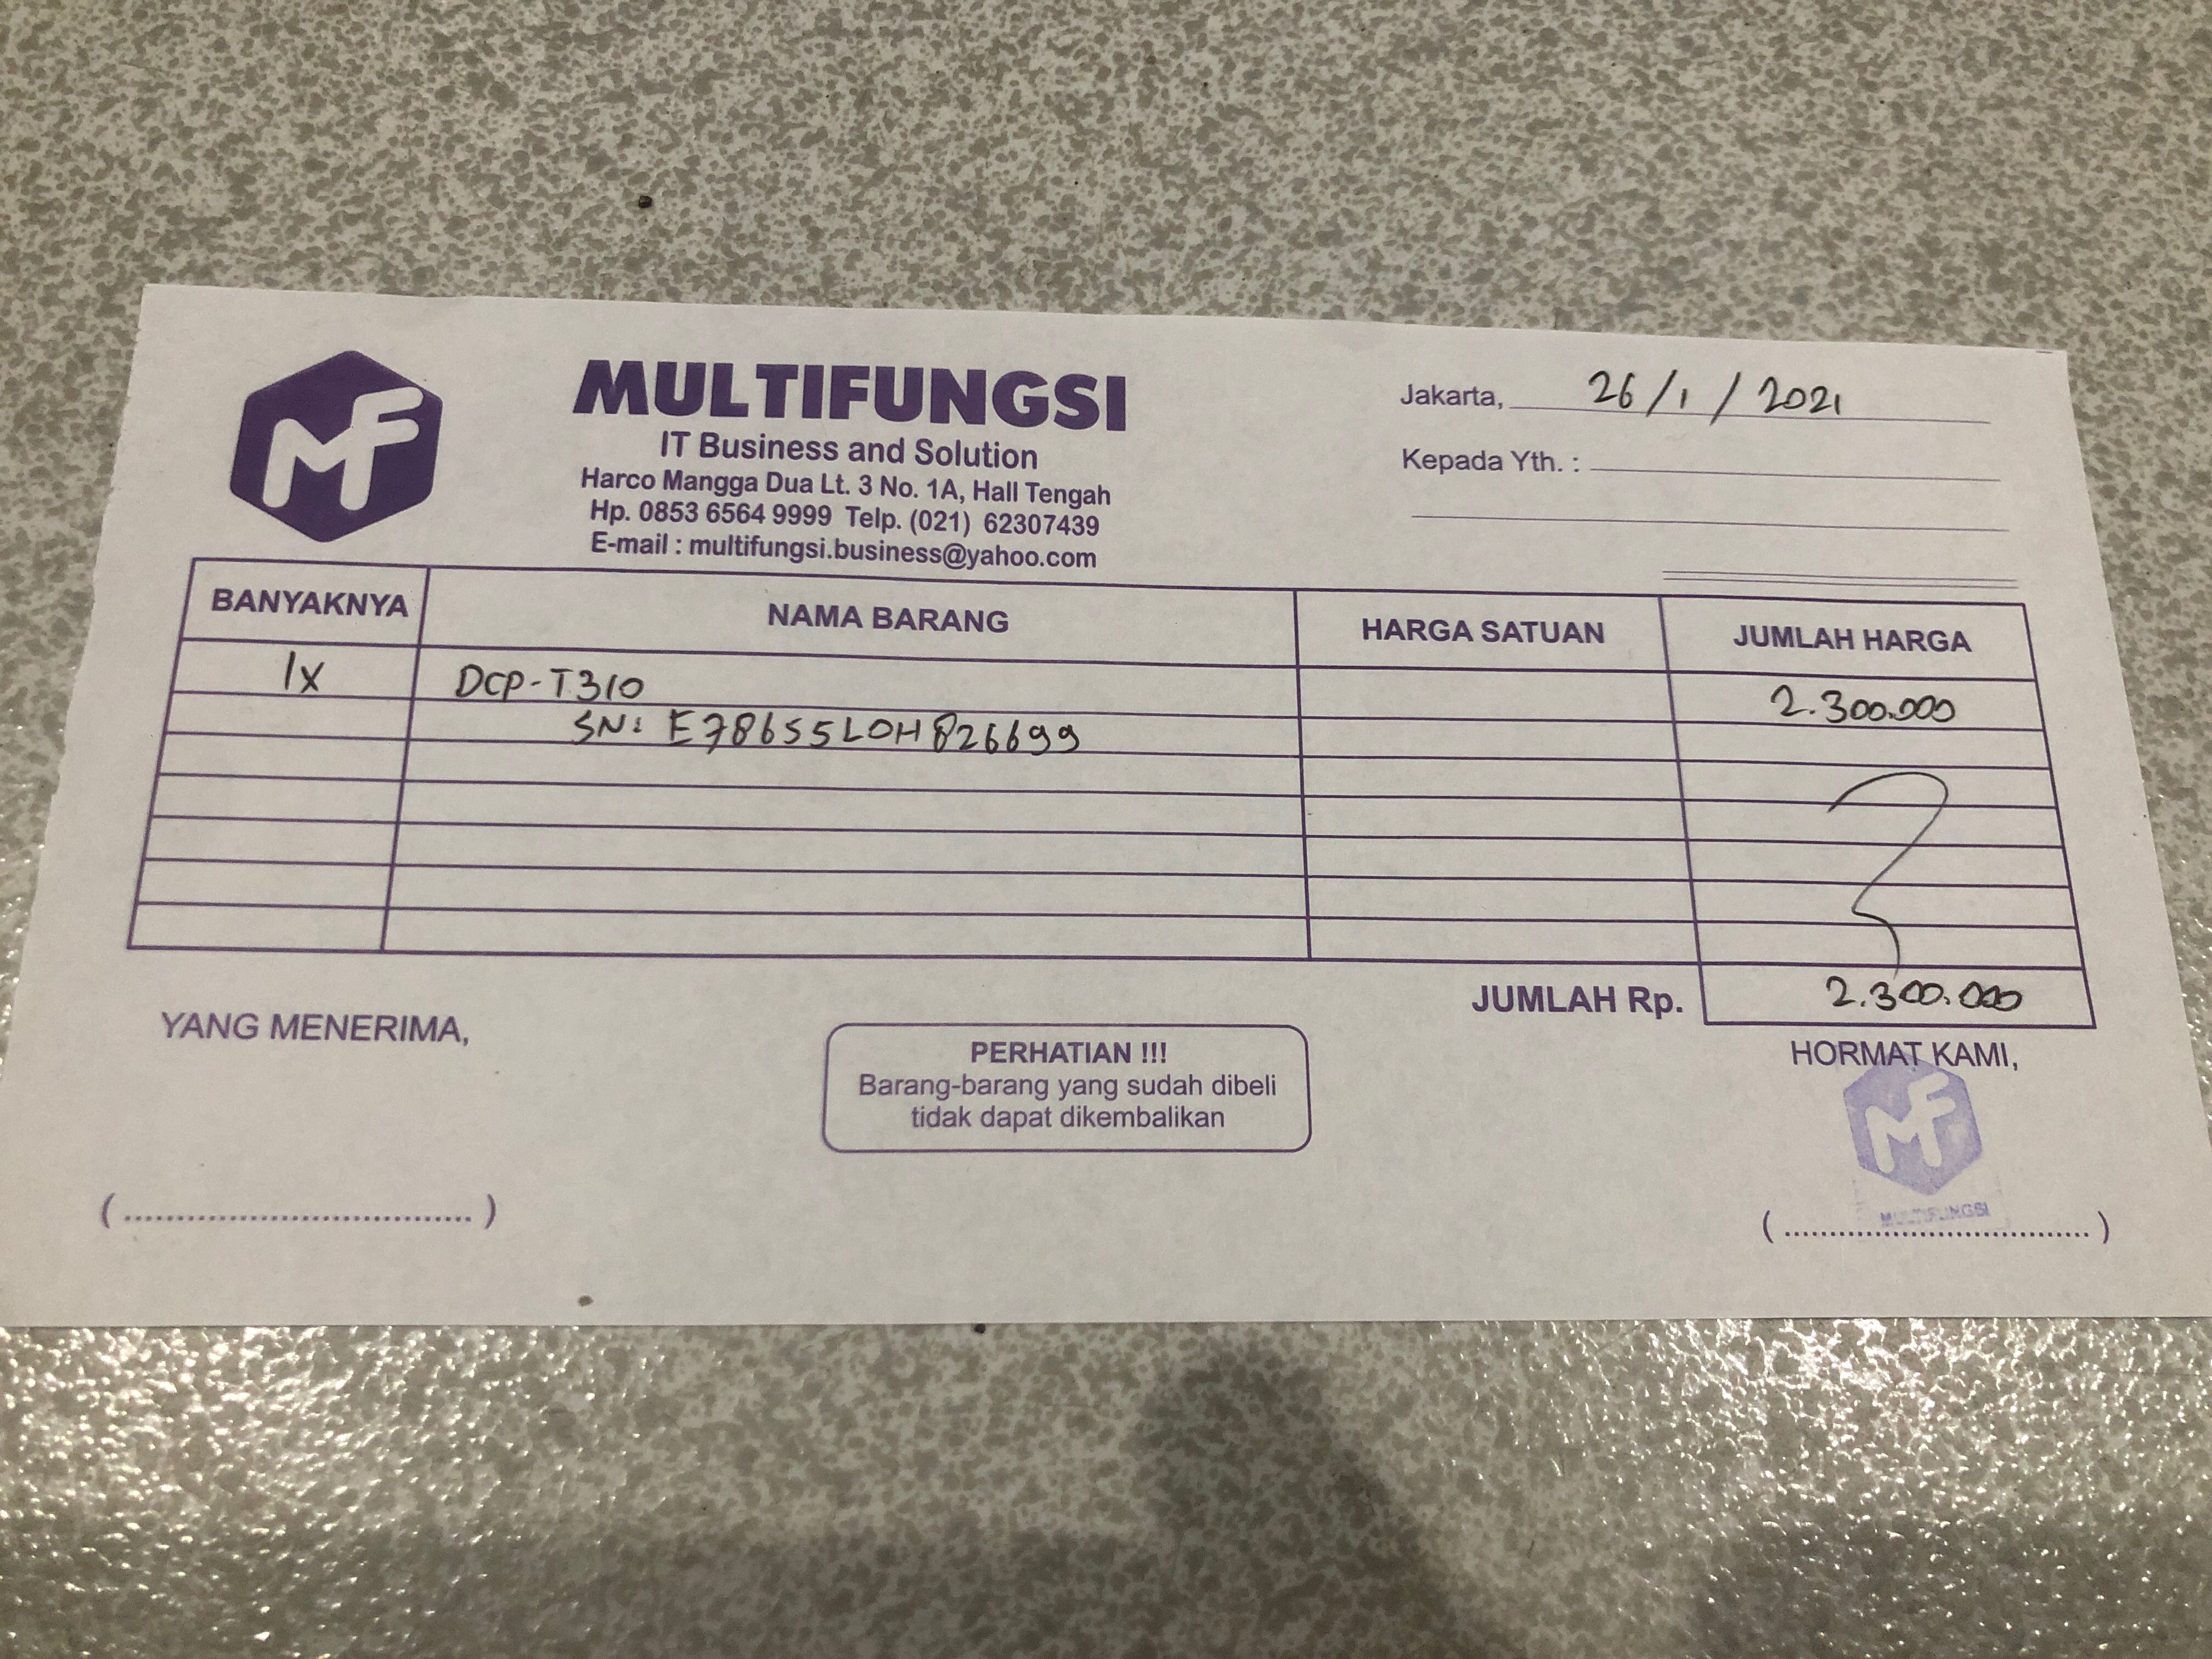 MF
MULTIFUNGSI
IT Business and Solution
Harco Mangga Dua Lt. 3 No. 1A, Hall Tengah
Hp. 0853 6564 9999 Telp. (021) 62307439
E-mail : multifungsi.business@yahoo.com
Jakarta, 26/1/2021
Kepada Yth. :
BANYAKNYA NAMA BARANG HARGA SATUAN JUMLAH HARGA
1x DCP-T310 2.300.000
SN: E78655L0H826699
JUMLAH Rp. 2.300.000
YANG MENERIMA,
PERHATIAN !!!
Barang-barang yang sudah dibeli
tidak dapat dikembalikan
HORMAT KAMI,
MF
MULTIFUNGSI
(.................................)
(.................................)